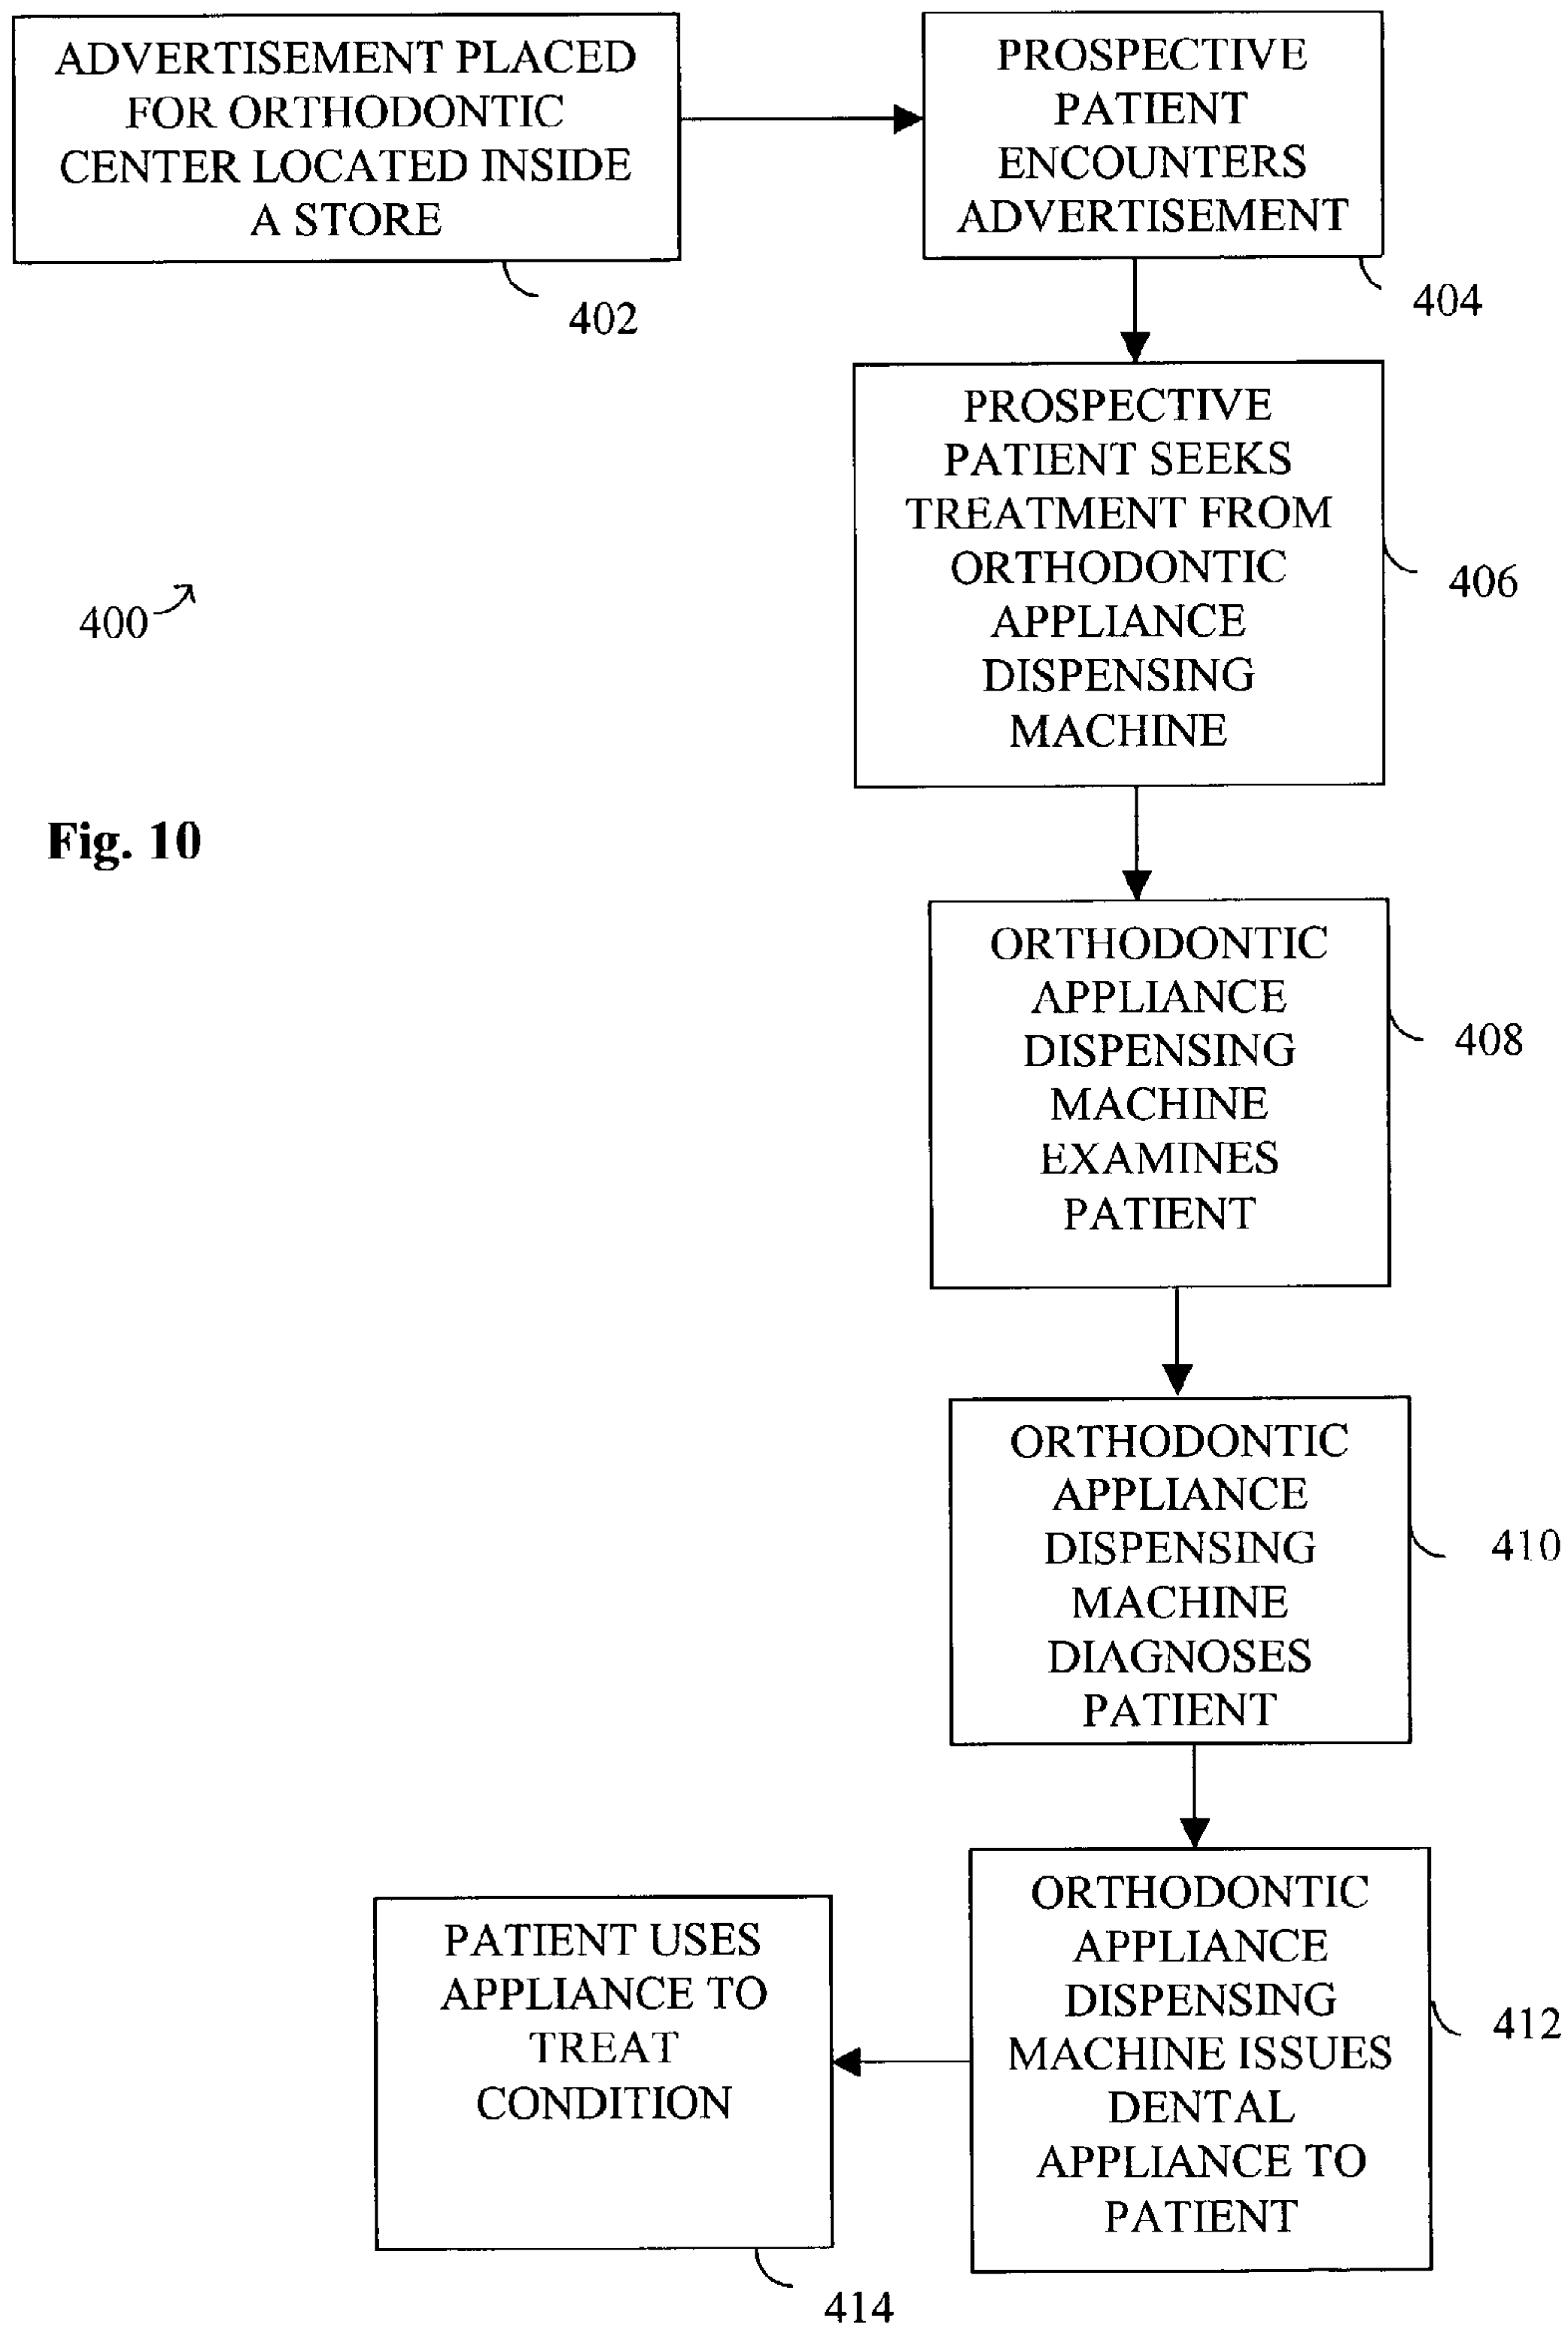 ADVERTISEMENT PLACED
FOR ORTHODONTIC
CENTER LOCATED INSIDE
A STORE
402
PROSPECTIVE
PATIENT
ENCOUNTERS
ADVERTISEMENT
404
PROSPECTIVE
PATIENT SEEKS
TREATMENT FROM
ORTHODONTIC
APPLIANCE
DISPENSING
MACHINE
406
400
Fig. 10
ORTHODONTIC
APPLIANCE
DISPENSING
MACHINE
EXAMINES
PATIENT
408
ORTHODONTIC
APPLIANCE
DISPENSING
MACHINE
DIAGNOSES
PATIENT
410
ORTHODONTIC
APPLIANCE
DISPENSING
MACHINE ISSUES
DENTAL
APPLIANCE TO
PATIENT
412
PATIENT USES
APPLIANCE TO
TREAT
CONDITION
414